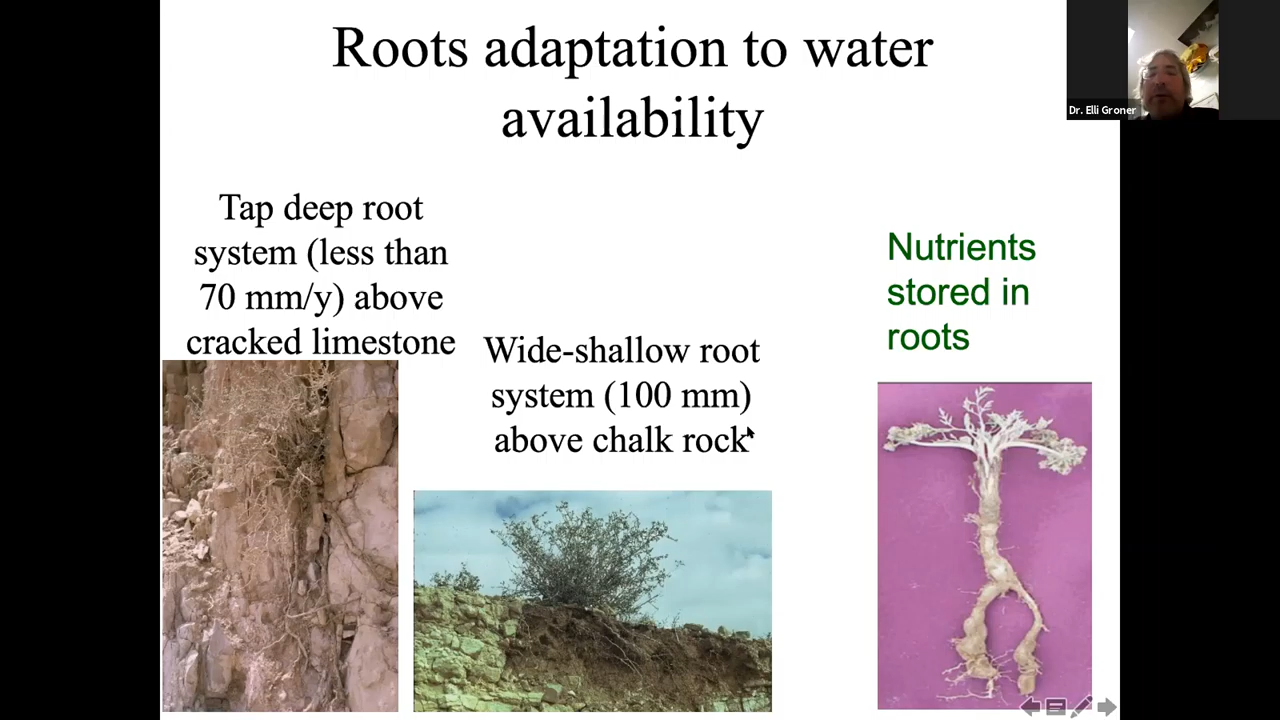 Roots adaptation to water
availability
Dr. Elli Groner
Tap deep root
system (less than
70 mm/y) above
cracked limestone
Wide-shallow root
system (100 mm)
above chalk rock
Nutrients
stored in
roots